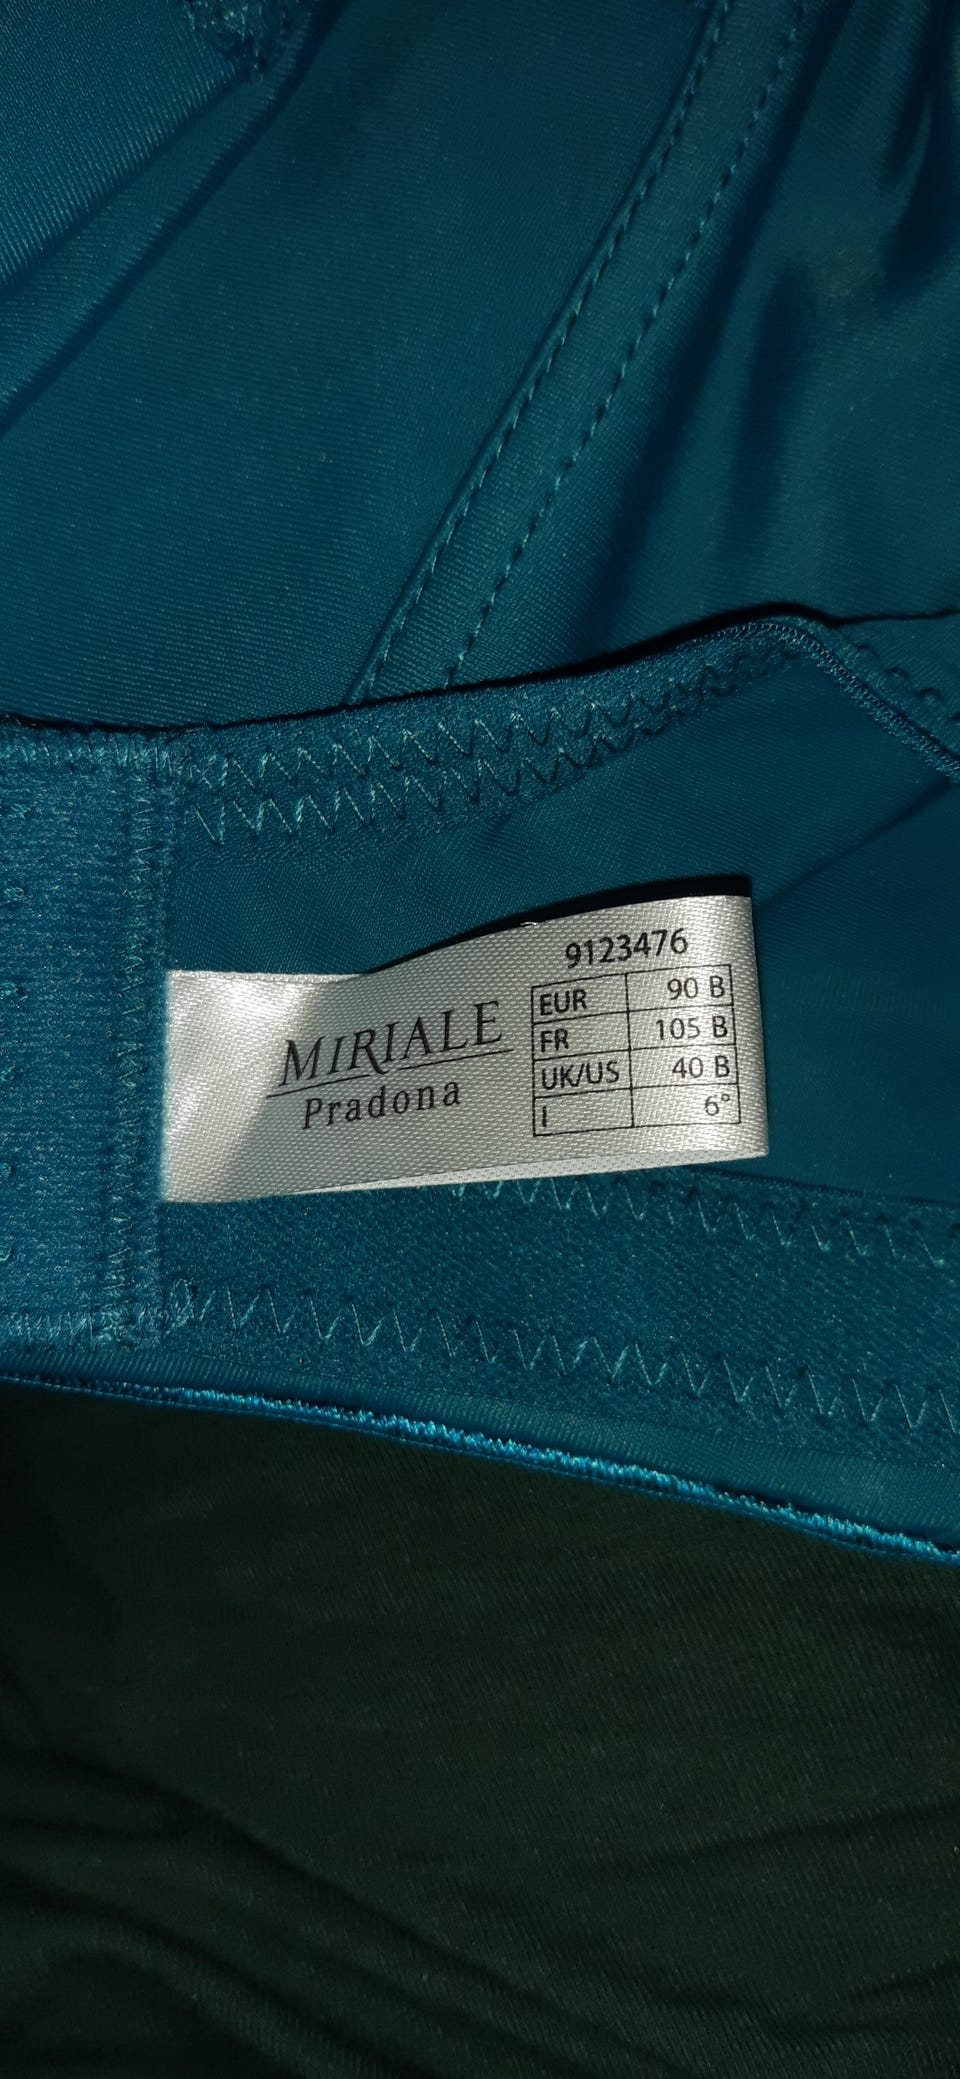 MIRIALE
Pradona
9123476
EUR 90 B
FR 105 B
UK/US 40 B
I 6°